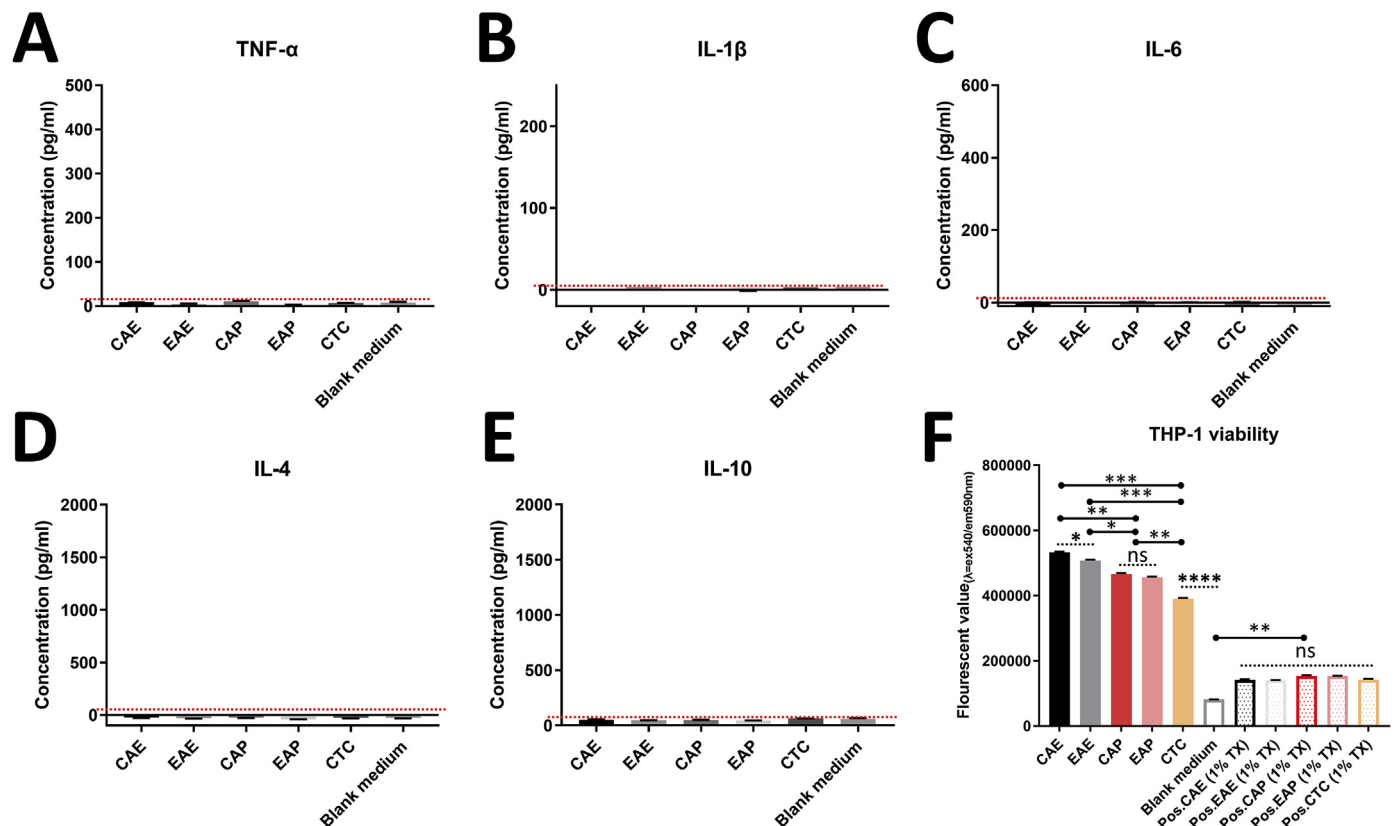 A
TNF-α
Concentration (pg/ml)
500
400
300
200
100
0
CAE
EAE
CAP
EAP
CTC
Blank medium
B
IL-1β
Concentration (pg/ml)
200
100
0
CAE
EAE
CAP
EAP
CTC
Blank medium
C
IL-6
Concentration (pg/ml)
600
400
200
0
CAE
EAE
CAP
EAP
CTC
Blank medium
D
IL-4
Concentration (pg/ml)
2000
1500
1000
500
0
CAE
EAE
CAP
EAP
CTC
Blank medium
E
IL-10
Concentration (pg/ml)
2000
1500
1000
500
0
CAE
EAE
CAP
EAP
CTC
Blank medium
F
THP-1 viability
Flourescent value(λ=ex540/em590nm)
800000
600000
400000
200000
0
***
***
**
*
**
*
ns
****
**
ns
CAE
EAE
CAP
EAP
CTC
Blank medium
Pos.CAE (1% TX)
Pos.EAE (1% TX)
Pos.CAP (1% TX)
Pos.EAP (1% TX)
Pos.CTC (1% TX)